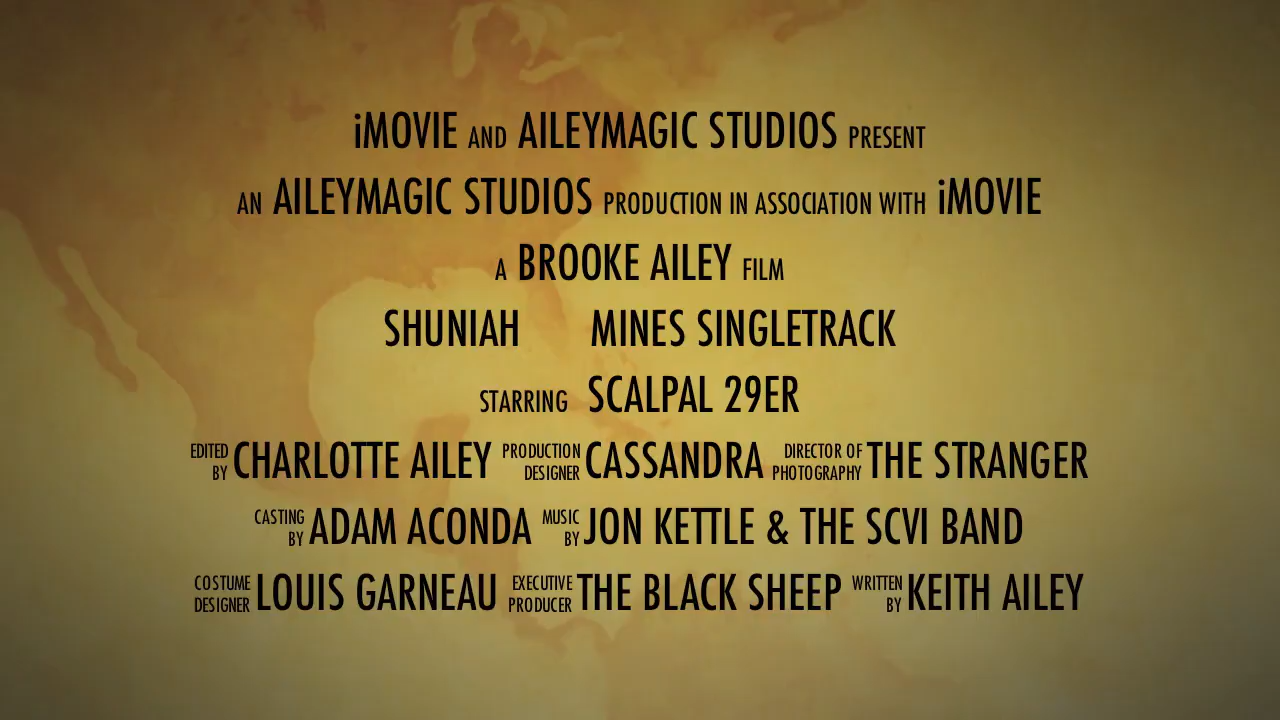 iMOVIE AND AILEYMAGIC STUDIOS PRESENT
AN AILEYMAGIC STUDIOS PRODUCTION IN ASSOCIATION WITH iMOVIE
A BROOKE AILEY FILM
SHUNIAH MINES SINGLETRACK
STARRING SCALPAL 29ER
EDITED BY CHARLOTTE AILEY PRODUCTION DESIGNER CASSANDRA DIRECTOR OF PHOTOGRAPHY THE STRANGER
CASTING BY ADAM ACONDA MUSIC BY JON KETTLE & THE SCVI BAND
COSTUME DESIGNER LOUIS GARNEAU EXECUTIVE PRODUCER THE BLACK SHEEP WRITTEN BY KEITH AILEY